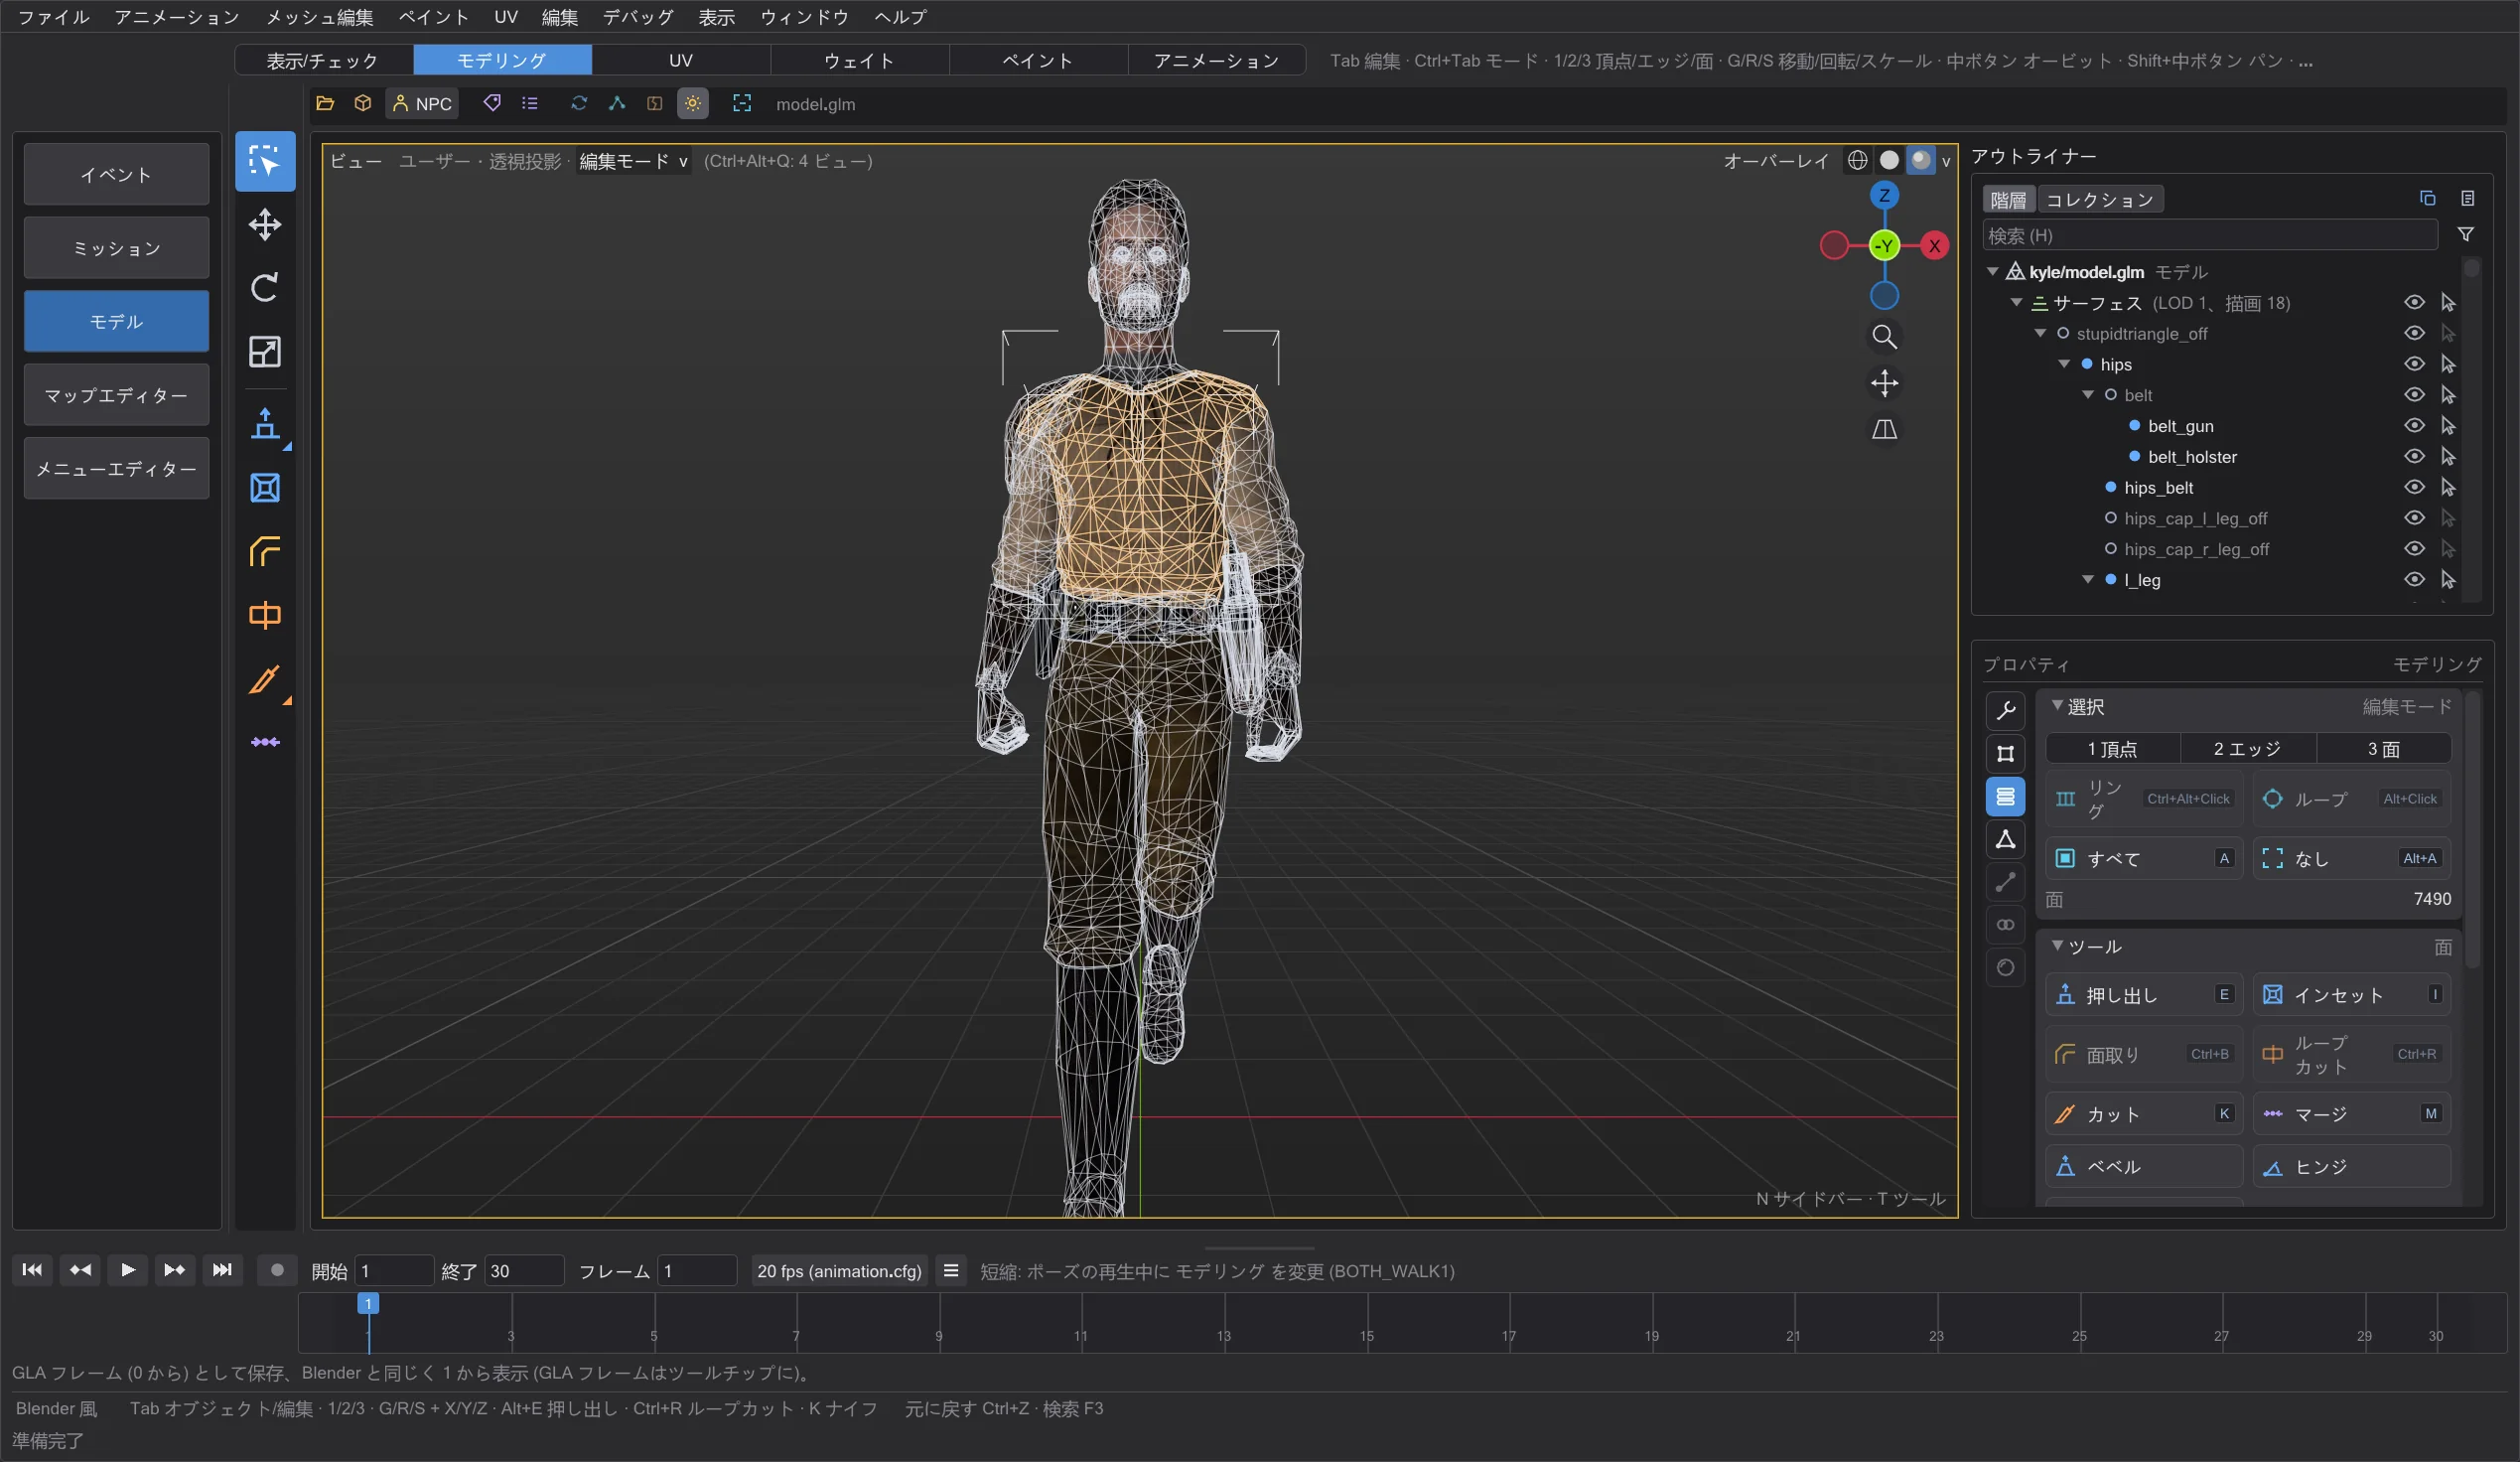 ファイル アニメーション メッシュ編集 ペイント UV 編集 デバッグ 表示 ウィンドウ ヘルプ
表示/チェック モデリング UV ウェイト ペイント アニメーション Tab 編集 · Ctrl+Tab モード · 1/2/3 頂点/エッジ/面 · G/R/S 移動/回転/スケール · 中ボタン オービット · Shift+中ボタン パン · ...
NPC model.glm
イベント
ミッション
モデル
マップエディター
メニューエディター
ビュー ユーザー · 透視投影 · 編集モード v (Ctrl+Alt+Q: 4 ビュー) オーバーレイ v
Z
-Y X
N サイドバー · T ツール
アウトライナー
階層 コレクション
検索 (H)
kyle/model.glm モデル
サーフェス (LOD 1、描画 18)
stupidtriangle_off
hips
belt
belt_gun
belt_holster
hips_belt
hips_cap_l_leg_off
hips_cap_r_leg_off
l_leg
プロパティ モデリング
選択 編集モード
1 頂点 2 エッジ 3 面
リング Ctrl+Alt+Click ループ Alt+Click
すべて A なし Alt+A
面 7490
ツール 面
押し出し E インセット I
面取り Ctrl+B ループカット Ctrl+R
カット K マージ M
ベベル ヒンジ
開始 1 終了 30 フレーム 1 20 fps (animation.cfg) 短縮: ポーズの再生中に モデリング を変更 (BOTH_WALK1)
1
1 3 5 7 9 11 13 15 17 19 21 23 25 27 29 30
GLA フレーム (0 から) として保存、Blender と同じく 1 から表示 (GLA フレームはツールチップに)。
Blender 風 Tab オブジェクト/編集 · 1/2/3 · G/R/S + X/Y/Z · Alt+E 押し出し · Ctrl+R ループカット · K ナイフ 元に戻す Ctrl+Z · 検索 F3
準備完了